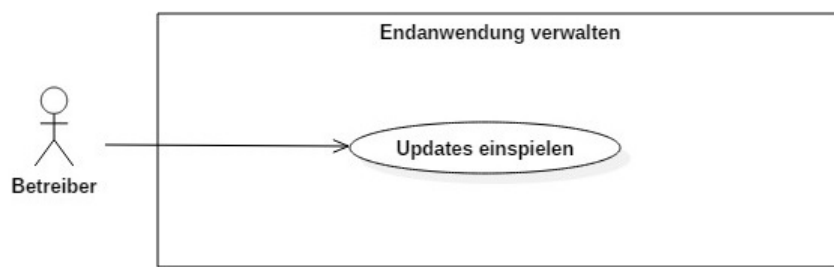 Endanwendung verwalten
Updates einspielen
Betreiber